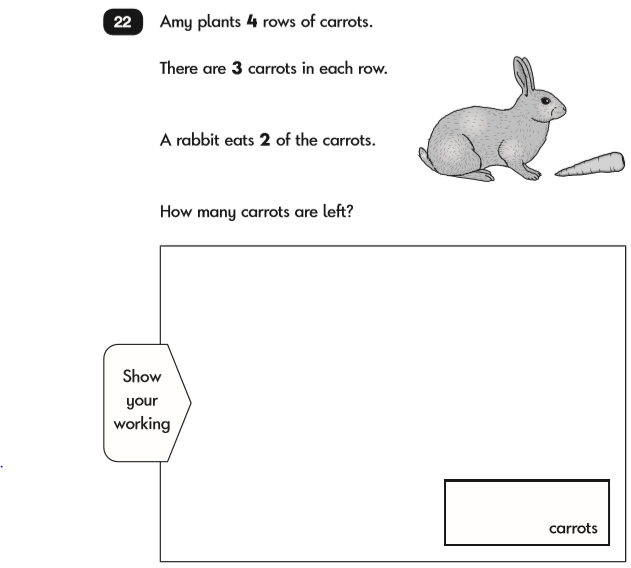 22 Amy plants 4 rows of carrots.
There are 3 carrots in each row.
A rabbit eats 2 of the carrots.
How many carrots are left?
Show
your
working
carrots